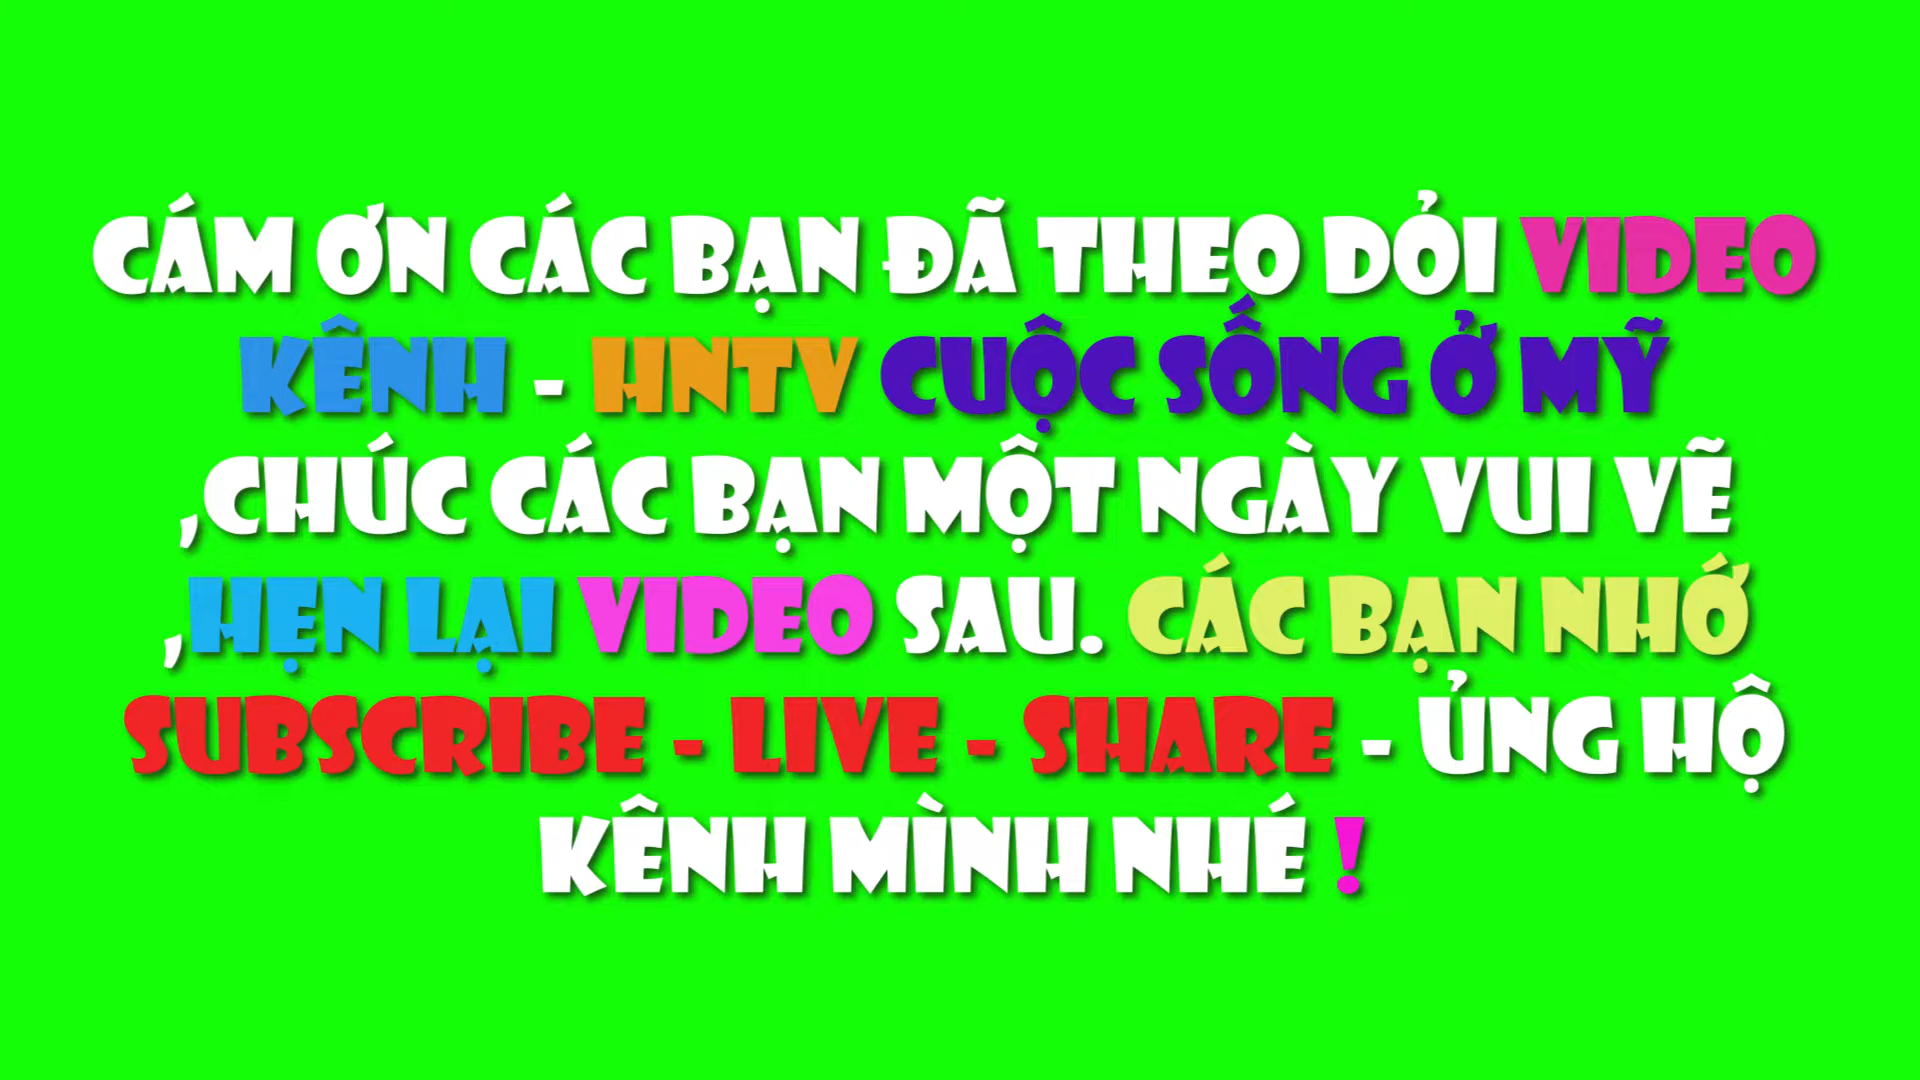 CÁM ƠN CÁC BẠN ĐÃ THEO DỎI VIDEO
KÊNH - HNTV CUỘC SỐNG Ở MỸ
,CHÚC CÁC BẠN MỘT NGÀY VUI VẼ
,HẸN LẠI VIDEO SAU. CÁC BẠN NHỚ
SUBSCRIBE - LIVE - SHARE - ỦNG HỘ
KÊNH MÌNH NHÉ !